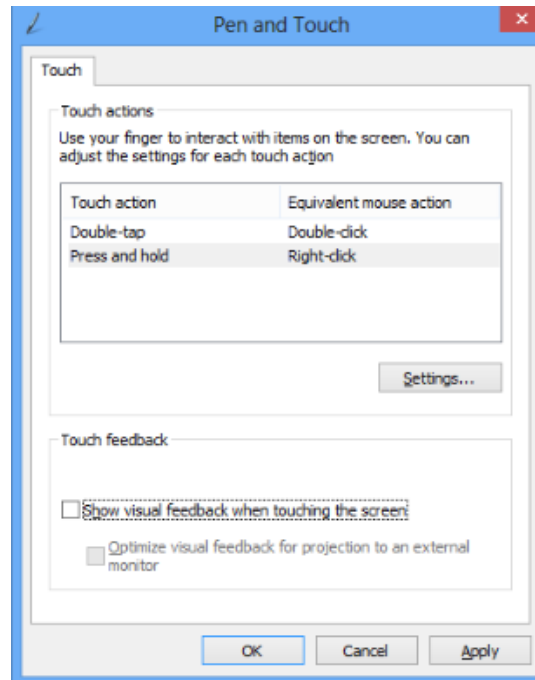 Pen and Touch
Touch
Touch actions
Use your finger to interact with items on the screen. You can
adjust the settings for each touch action
Touch action Equivalent mouse action
Double-tap Double-click
Press and hold Right-click
Settings...
Touch feedback
Show visual feedback when touching the screen
Optimize visual feedback for projection to an external
monitor
OK Cancel Apply